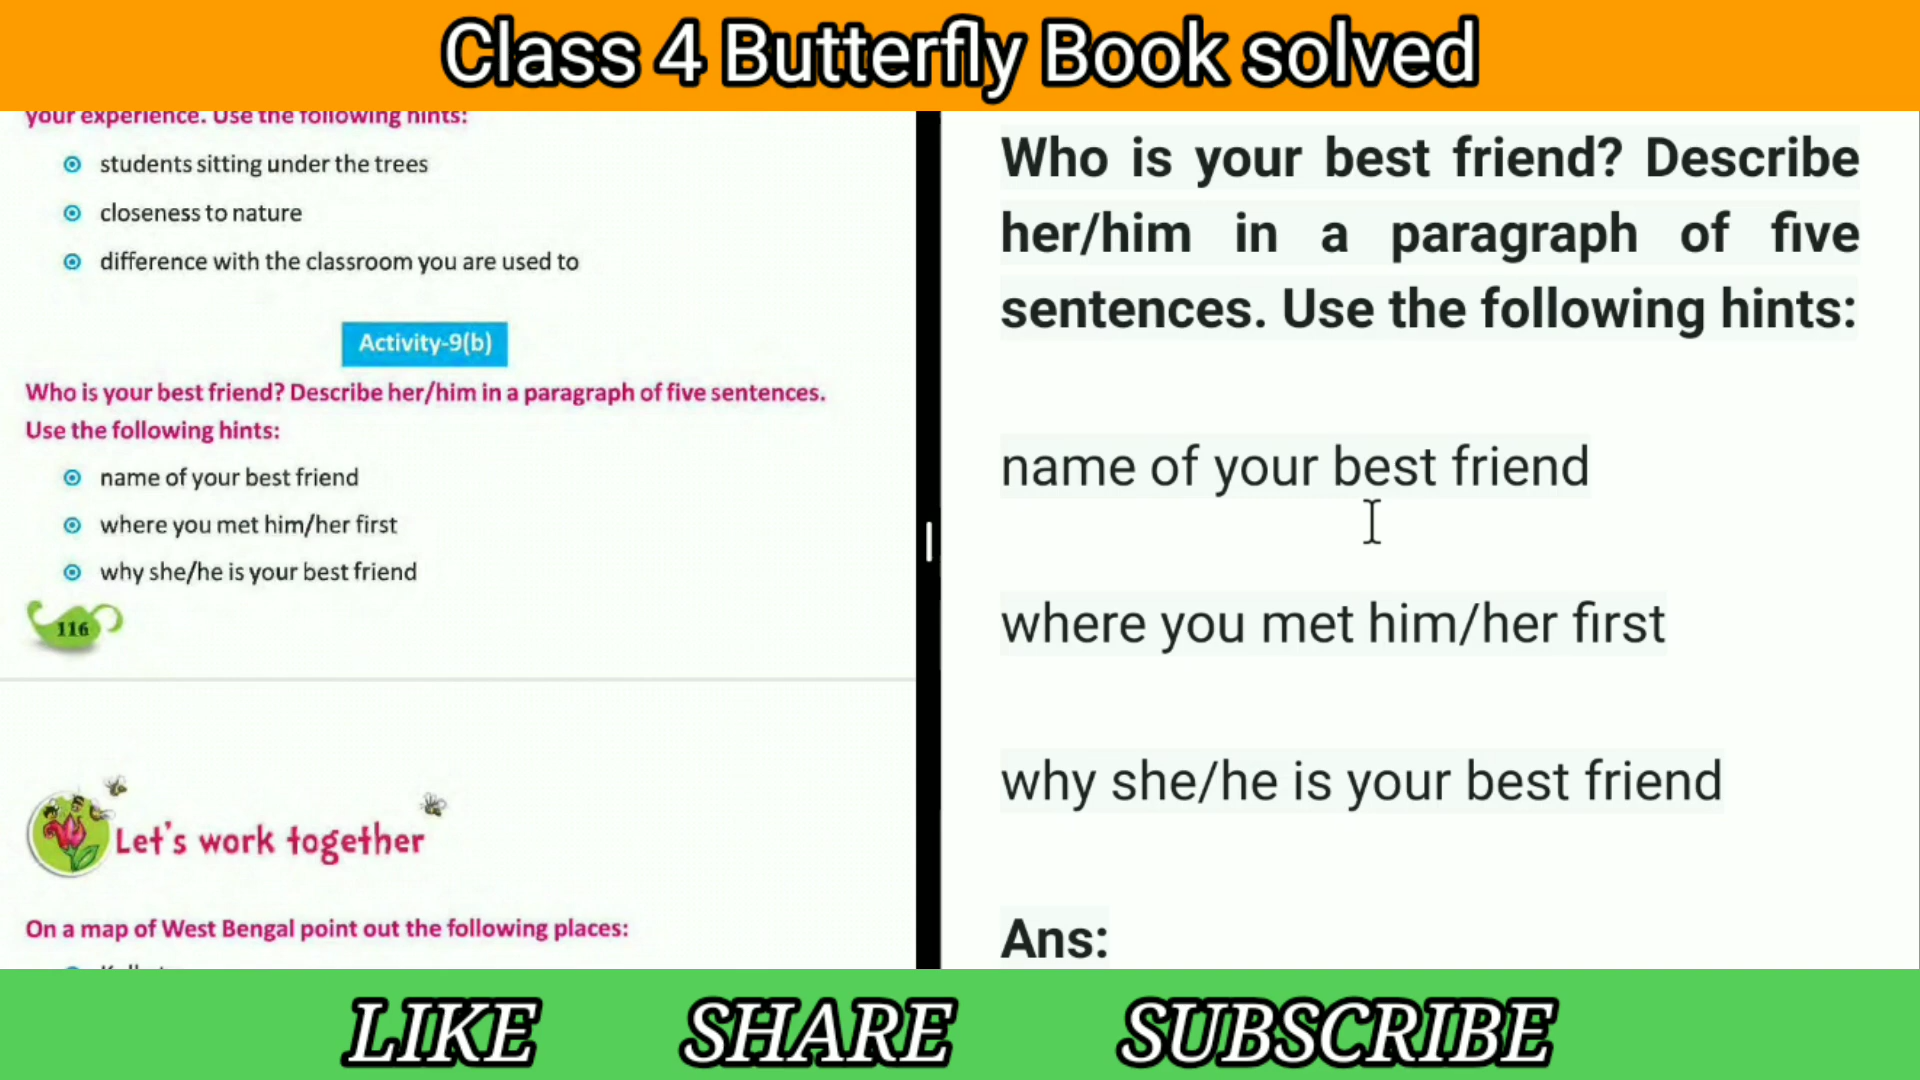 Class 4 Butterfly Book solved
your experience. Use the following hints:
students sitting under the trees
closeness to nature
difference with the classroom you are used to
Activity-9(b)
Who is your best friend? Describe her/him in a paragraph of five sentences.
Use the following hints:
name of your best friend
where you met him/her first
why she/he is your best friend
116
Let's work together
On a map of West Bengal point out the following places:
Who is your best friend? Describe
her/him in a paragraph of five
sentences. Use the following hints:
name of your best friend
where you met him/her first
why she/he is your best friend
Ans:
LIKE SHARE SUBSCRIBE